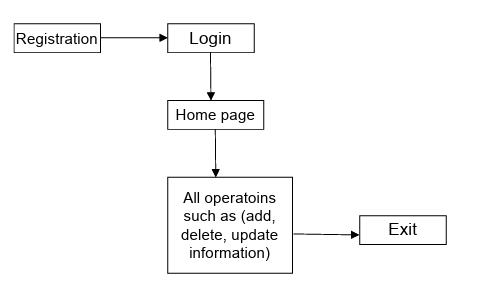 Registration
Login
Home page
All operatoins
such as (add,
delete, update
information)
Exit